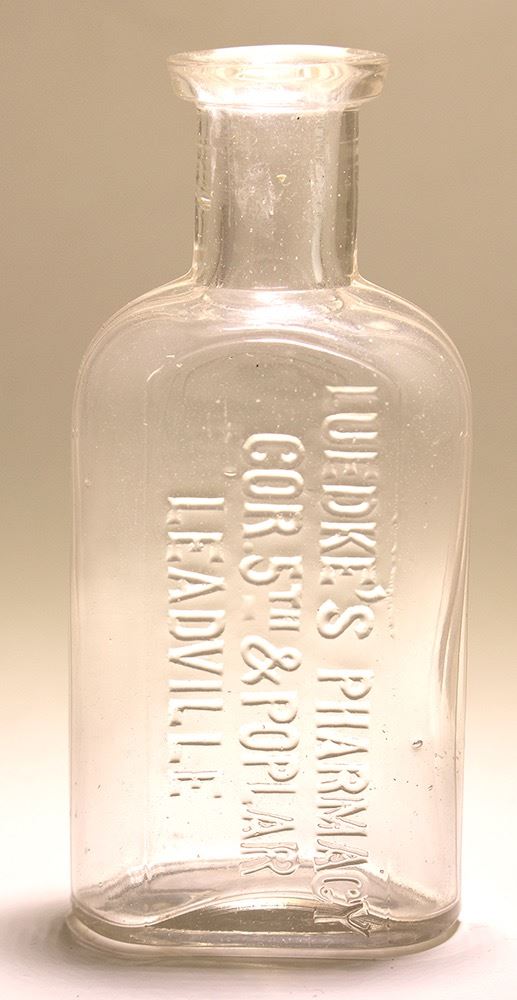 LUEDKE'S PHARMACY
COR. 5TH & POPLAR
LEADVILLE